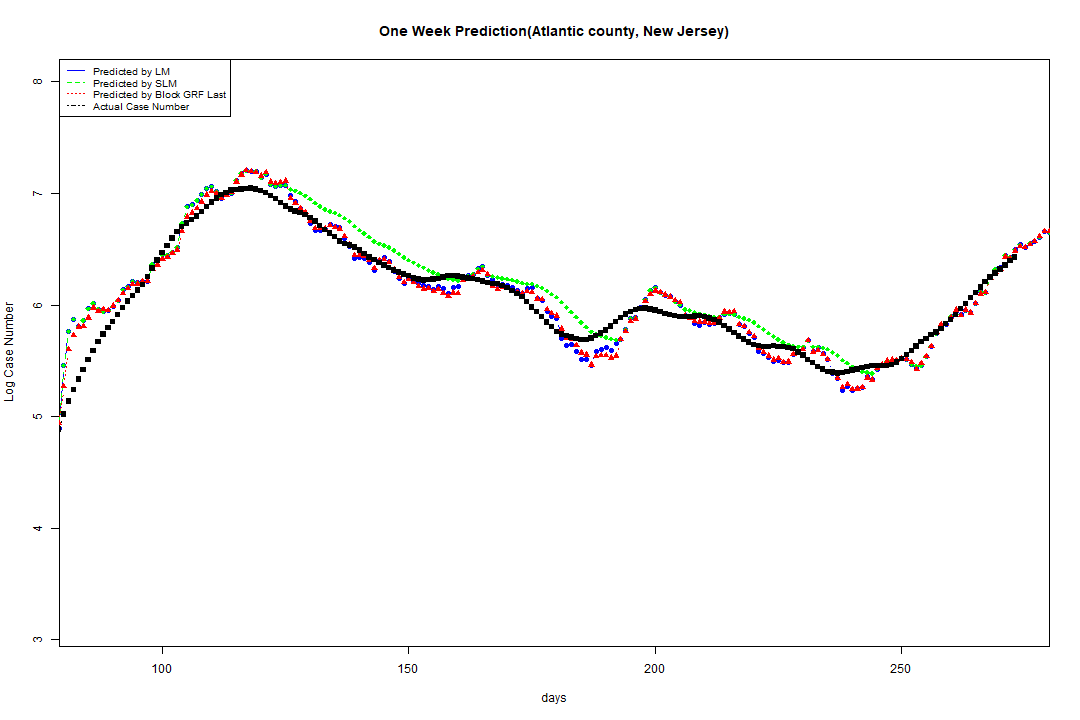 One Week Prediction(Atlantic county, New Jersey)
Predicted by LM
Predicted by SLM
Predicted by Block GRF Last
Actual Case Number
8
7
6
5
4
3
Log Case Number
100 150 200 250
days